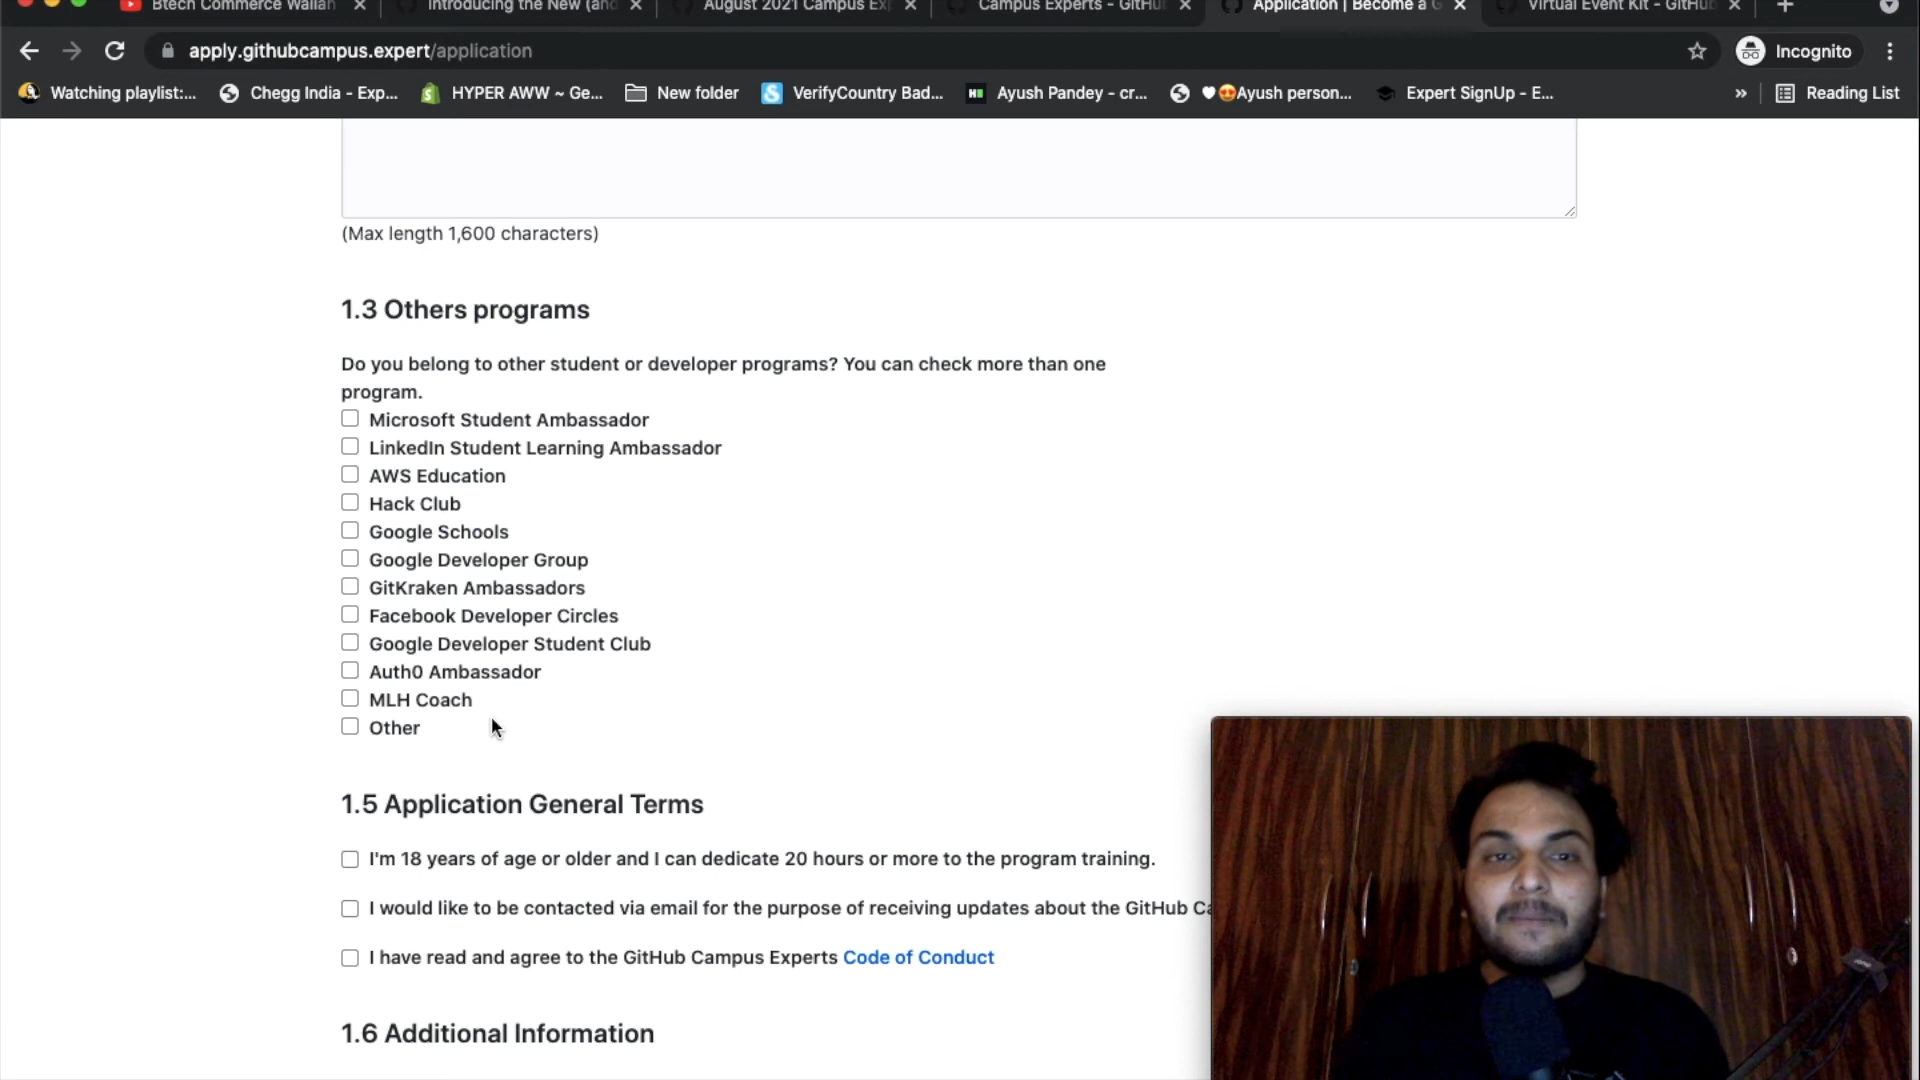 Btech Commerce Wallah
Introducing the New (and
August 2021 Campus Ex
Campus Experts - GitHu
Application | Become a G
Virtual Event Kit - GitHub
apply.githubcampus.expert/application
Incognito
Watching playlist:...
Chegg India - Exp...
HYPER AWW ~ Ge...
New folder
VerifyCountry Bad...
Ayush Pandey - cr...
♥😍Ayush person...
Expert SignUp - E...
»
Reading List
(Max length 1,600 characters)
1.3 Others programs
Do you belong to other student or developer programs? You can check more than one
program.
Microsoft Student Ambassador
LinkedIn Student Learning Ambassador
AWS Education
Hack Club
Google Schools
Google Developer Group
GitKraken Ambassadors
Facebook Developer Circles
Google Developer Student Club
Auth0 Ambassador
MLH Coach
Other
1.5 Application General Terms
I'm 18 years of age or older and I can dedicate 20 hours or more to the program training.
I would like to be contacted via email for the purpose of receiving updates about the GitHub Ca
I have read and agree to the GitHub Campus Experts Code of Conduct
1.6 Additional Information